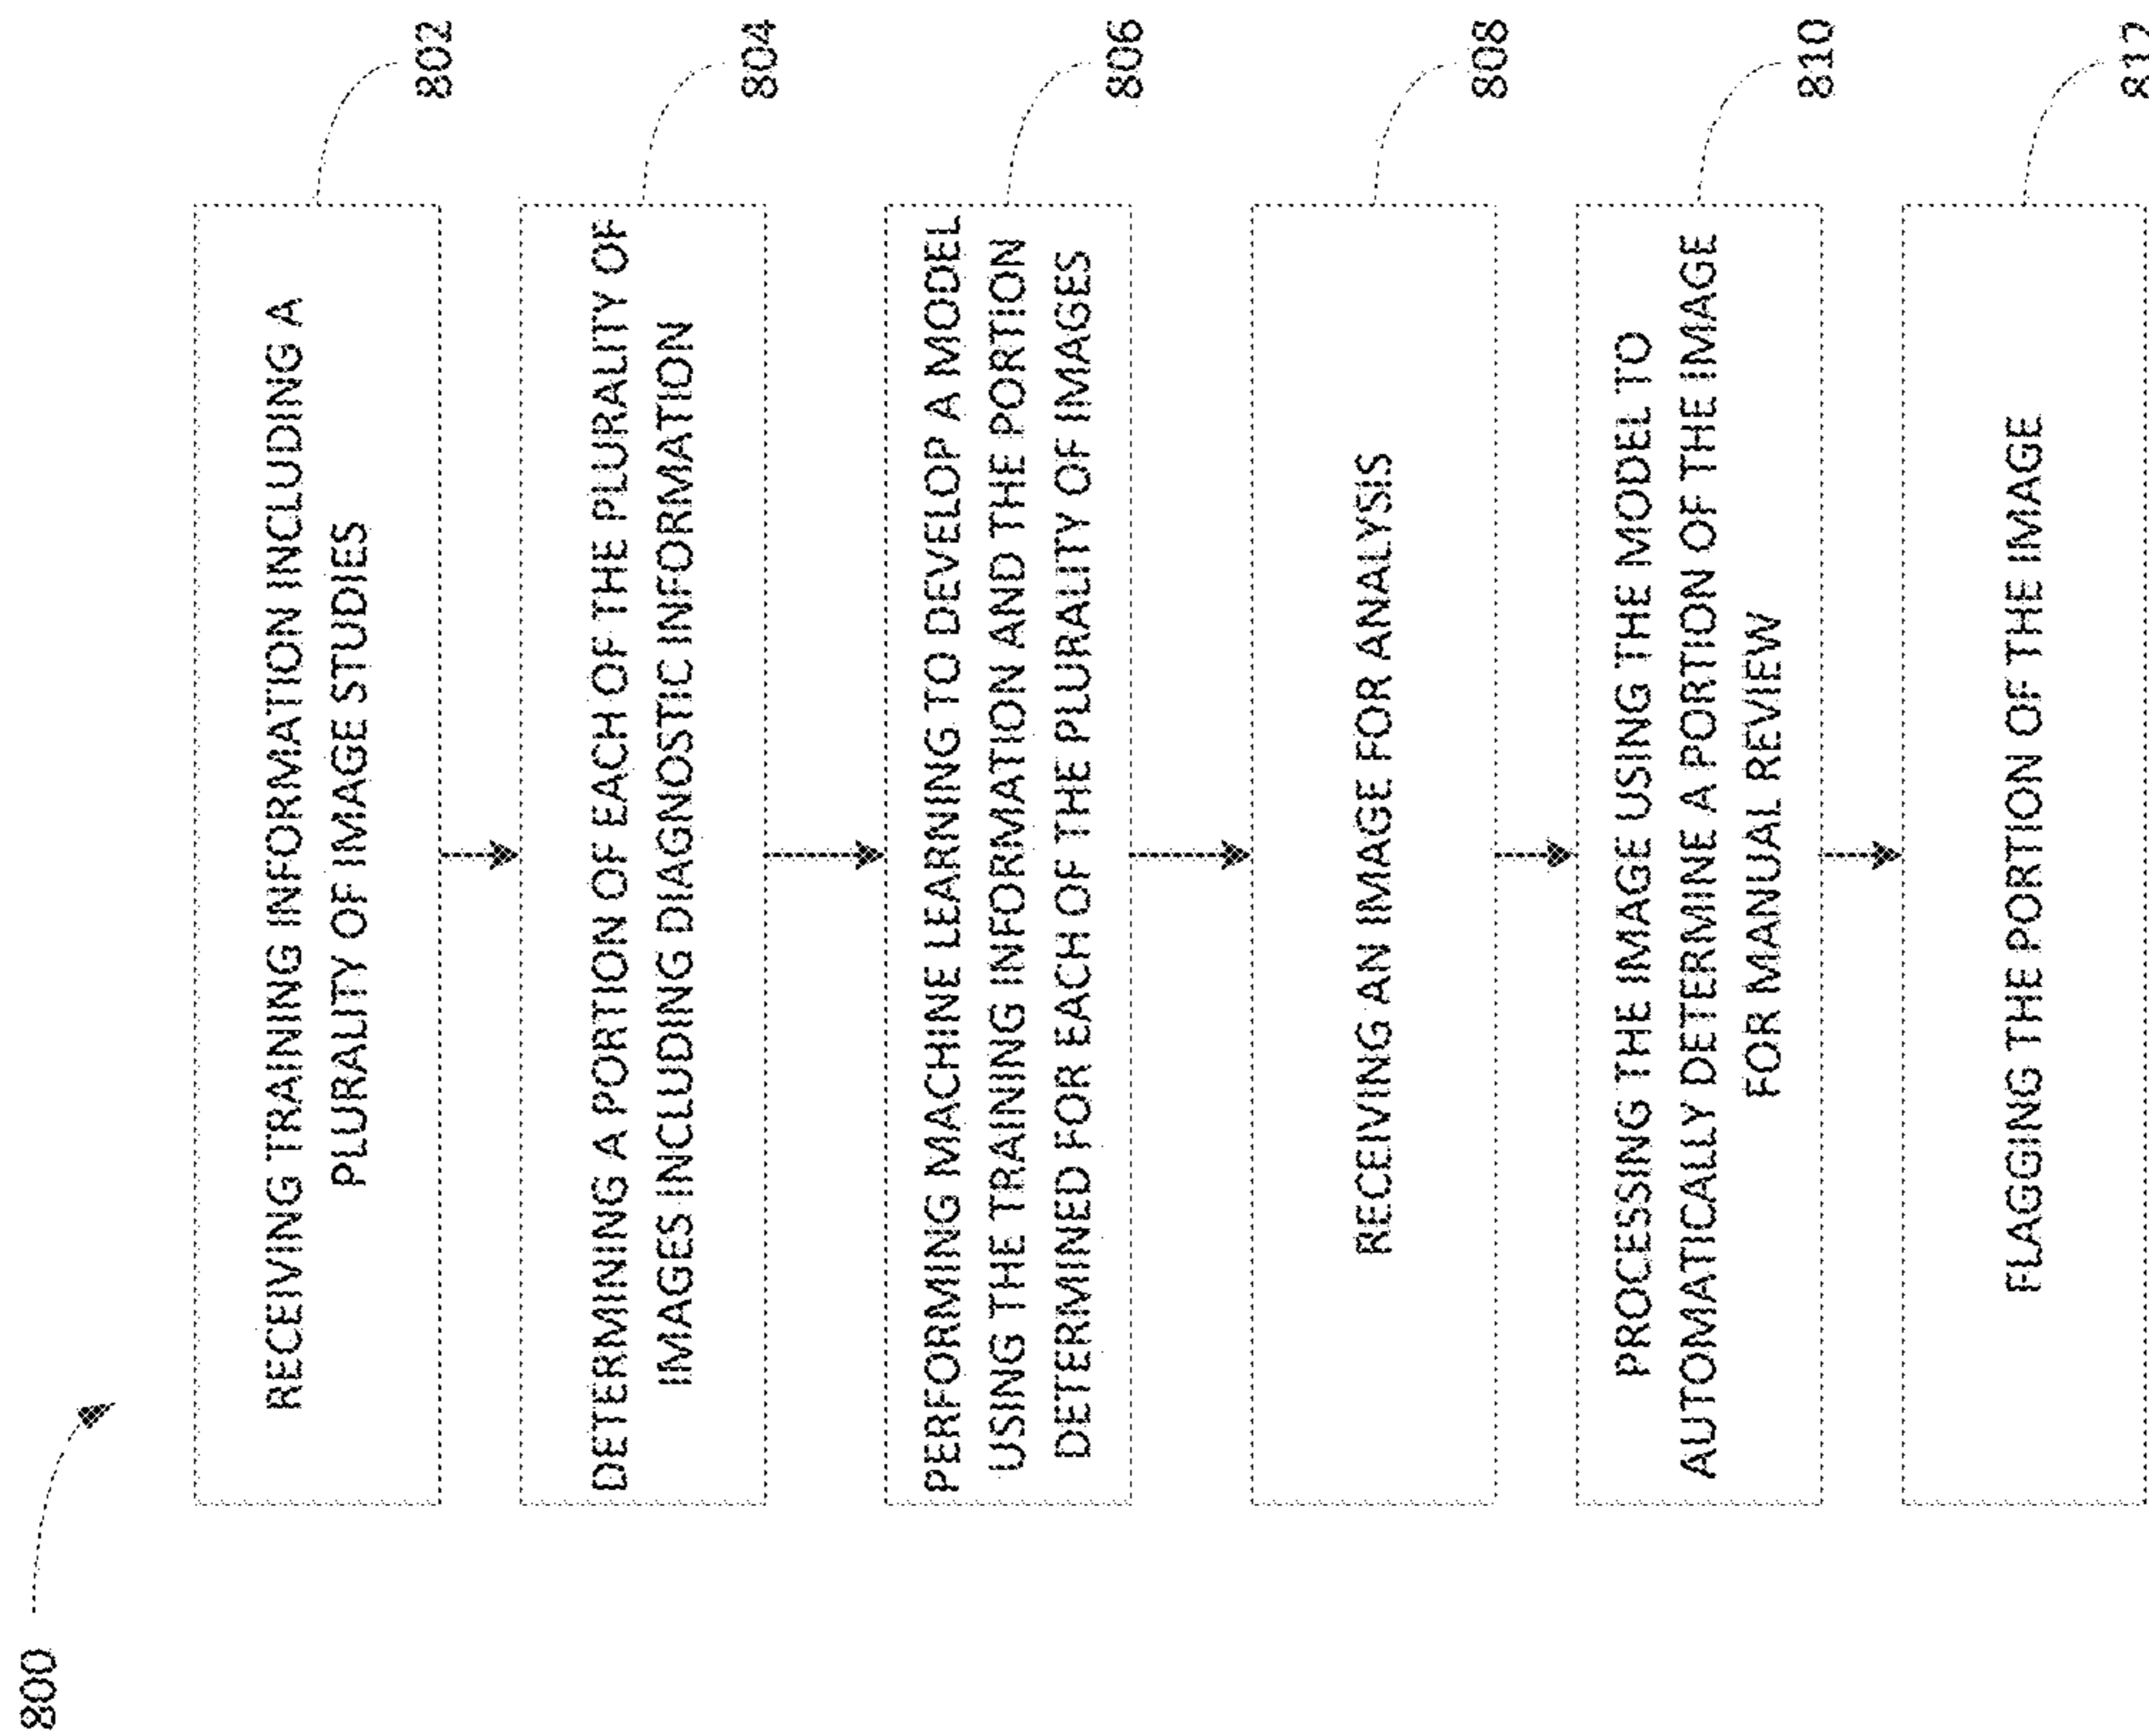 800
RECEIVING TRAINING INFORMATION INCLUDING A
PLURALITY OF IMAGE STUDIES
802
DETERMINING A PORTION OF EACH OF THE PLURALITY OF
IMAGES INCLUDING DIAGNOSTIC INFORMATION
804
PERFORMING MACHINE LEARNING TO DEVELOP A MODEL
USING THE TRAINING INFORMATION AND THE PORTION
DETERMINED FOR EACH OF THE PLURALITY OF IMAGES
806
RECEIVING AN IMAGE FOR ANALYSIS
808
PROCESSING THE IMAGE USING THE MODEL TO
AUTOMATICALLY DETERMINE A PORTION OF THE IMAGE
FOR MANUAL REVIEW
810
FLAGGING THE PORTION OF THE IMAGE
812